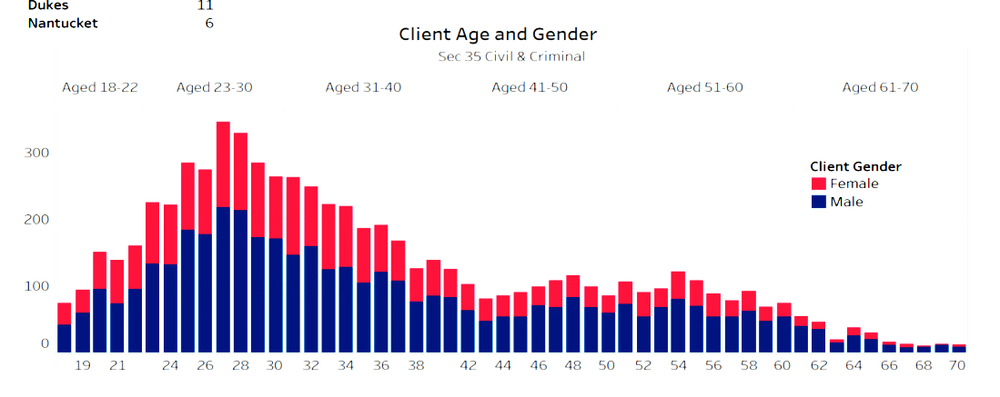 Dukes 11
Nantucket 6
Client Age and Gender
Sec 35 Civil & Criminal
Aged 18-22 Aged 23-30 Aged 31-40 Aged 41-50 Aged 51-60 Aged 61-70
300
Client Gender
Female
Male
200
100
0
19 21 24 26 28 30 32 34 36 38 42 44 46 48 50 52 54 56 58 60 62 64 66 68 70